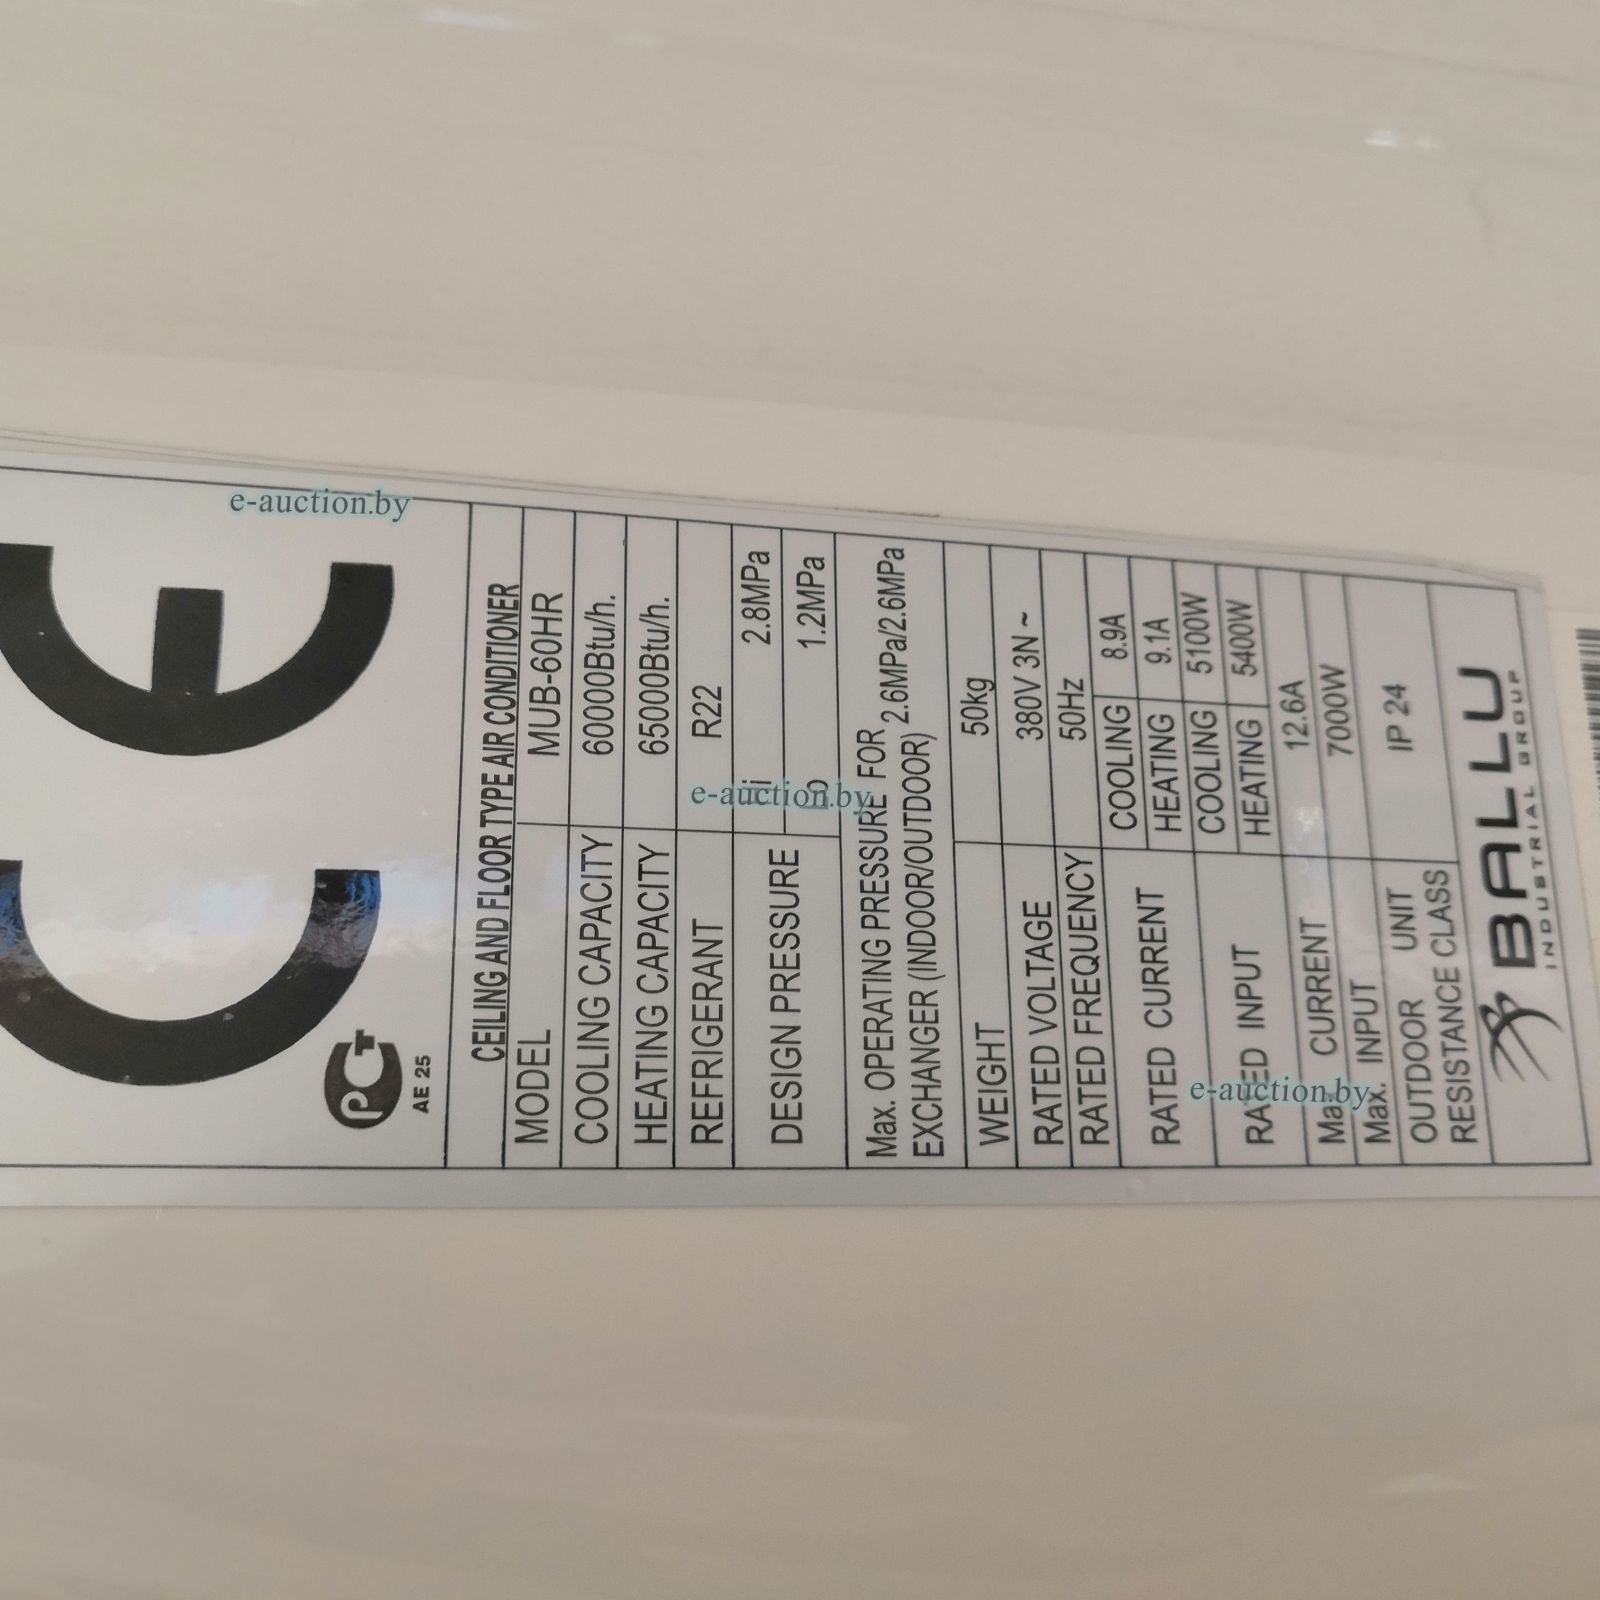 CE
PCT
AE 25
CEILING AND FLOOR TYPE AIR CONDITIONER
MODEL MUB-60HR
COOLING CAPACITY 60000Btu/h.
HEATING CAPACITY 65000Btu/h.
REFRIGERANT R22
DESIGN PRESSURE
2.8MPa
1.2MPa
Max. OPERATING PRESSURE FOR
EXCHANGER (INDOOR/OUTDOOR) 2.6MPa/2.6MPa
WEIGHT 50kg
RATED VOLTAGE 380V 3N ~
RATED FREQUENCY 50Hz
RATED CURRENT
COOLING 8.9A
HEATING 9.1A
RATED INPUT
COOLING 5100W
HEATING 5400W
Max. CURRENT 12.6A
Max. INPUT 7000W
OUTDOOR UNIT
RESISTANCE CLASS
IP 24
BALLU
INDUSTRIAL GROUP
e-auction.by
e-auction.by
e-auction.by